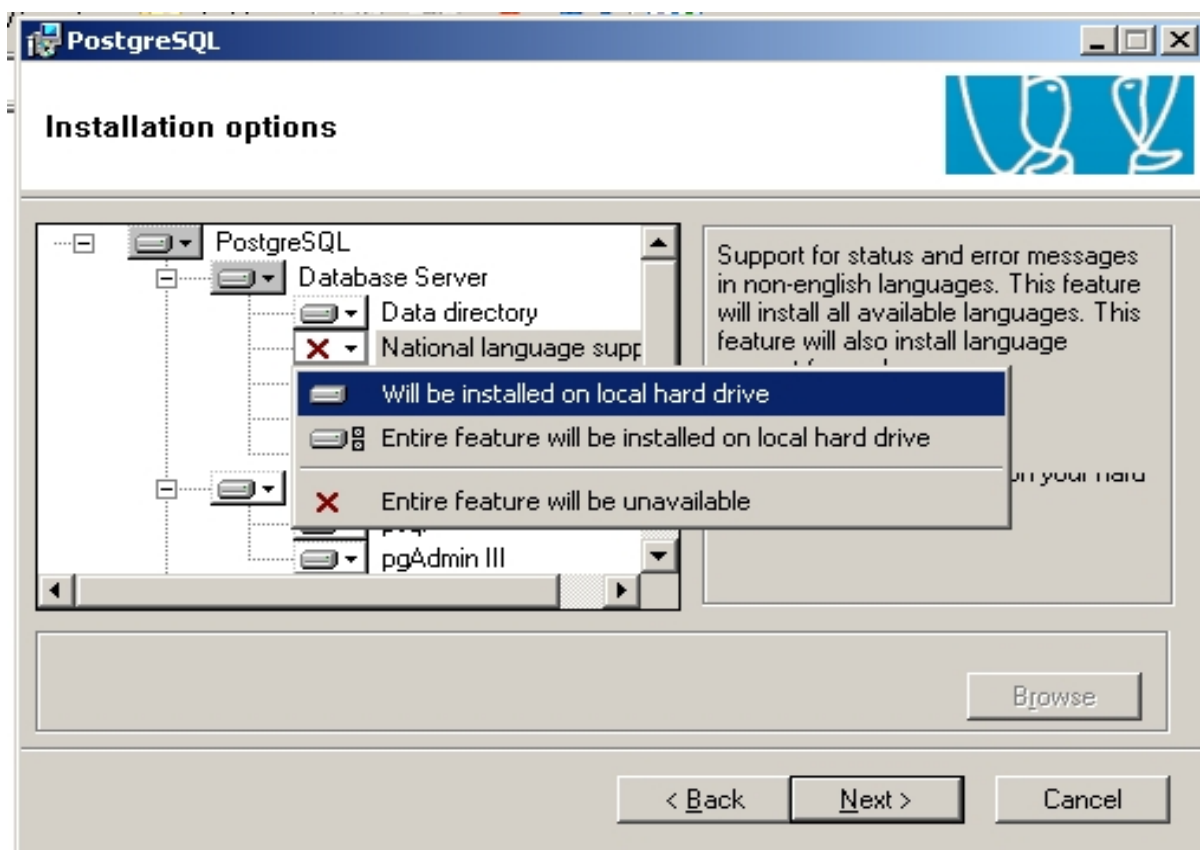 PostgreSQL
Installation options
PostgreSQL
Database Server
Data directory
National language supp
Will be installed on local hard drive
Entire feature will be installed on local hard drive
Entire feature will be unavailable
pgAdmin III
Support for status and error messages
in non-english languages. This feature
will install all available languages. This
feature will also install language
on your hard
Browse
< Back
Next >
Cancel